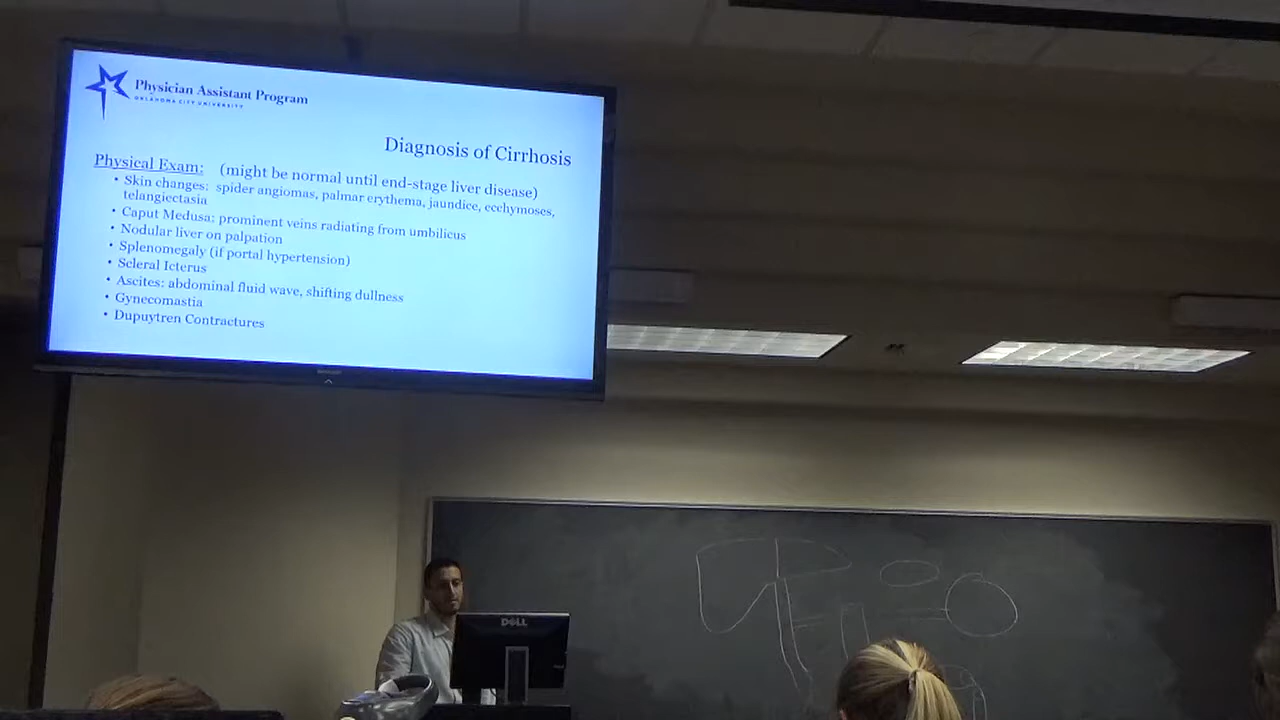 Physician Assistant Program
OKLAHOMA CITY UNIVERSITY
Diagnosis of Cirrhosis
Physical Exam: (might be normal until end-stage liver disease)
• Skin changes: spider angiomas, palmar erythema, jaundice, ecchymoses,
telangiectasia
• Caput Medusa: prominent veins radiating from umbilicus
• Nodular liver on palpation
• Splenomegaly (if portal hypertension)
• Scleral Icterus
• Ascites: abdominal fluid wave, shifting dullness
• Gynecomastia
• Dupuytren Contractures
DELL